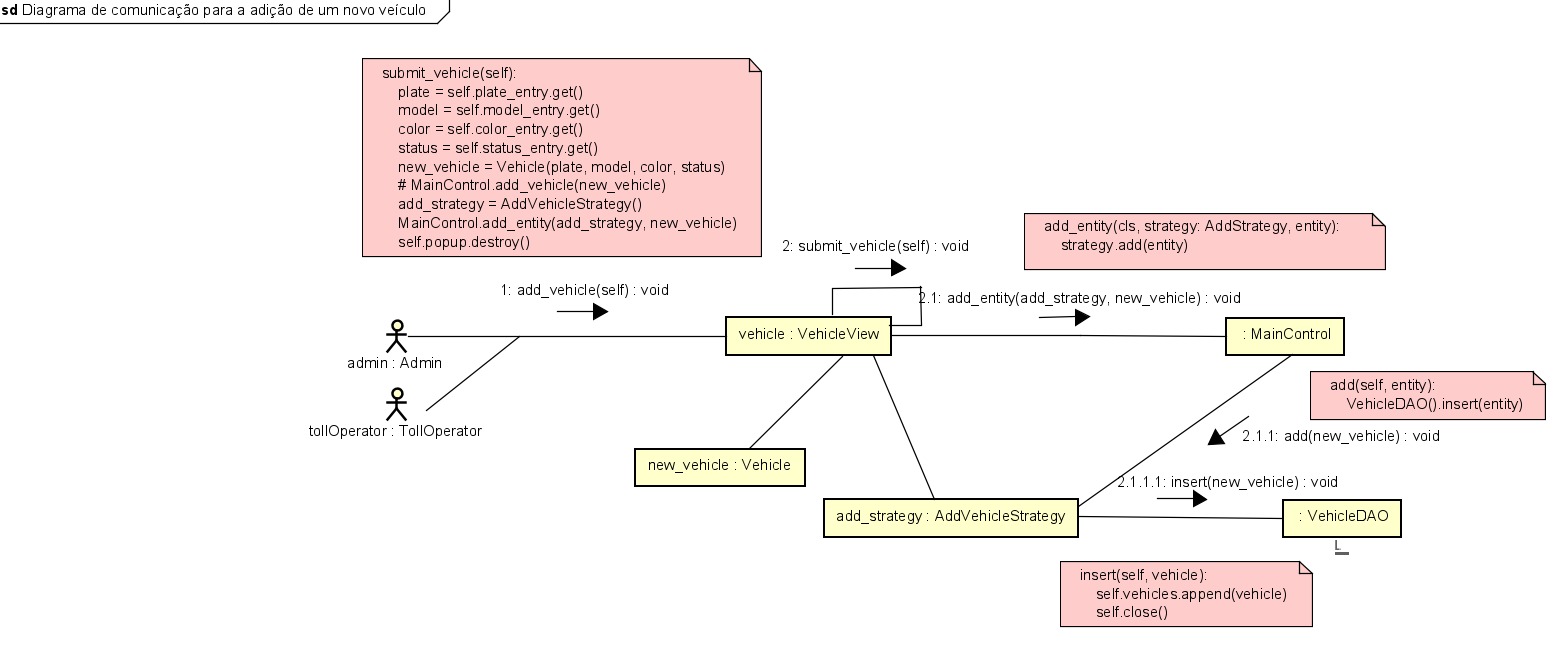 sd Diagrama de comunicação para a adição de um novo veículo
submit_vehicle(self):
plate = self.plate_entry.get()
model = self.model_entry.get()
color = self.color_entry.get()
status = self.status_entry.get()
new_vehicle = Vehicle(plate, model, color, status)
# MainControl.add_vehicle(new_vehicle)
add_strategy = AddVehicleStrategy()
MainControl.add_entity(add_strategy, new_vehicle)
self.popup.destroy()
add_entity(cls, strategy: AddStrategy, entity):
strategy.add(entity)
2: submit_vehicle(self) : void
1: add_vehicle(self) : void
2.1: add_entity(add_strategy, new_vehicle) : void
vehicle : VehicleView
: MainControl
admin : Admin
tollOperator : TollOperator
add(self, entity):
VehicleDAO().insert(entity)
2.1.1: add(new_vehicle) : void
new_vehicle : Vehicle
2.1.1.1: insert(new_vehicle) : void
add_strategy : AddVehicleStrategy
: VehicleDAO
insert(self, vehicle):
self.vehicles.append(vehicle)
self.close()